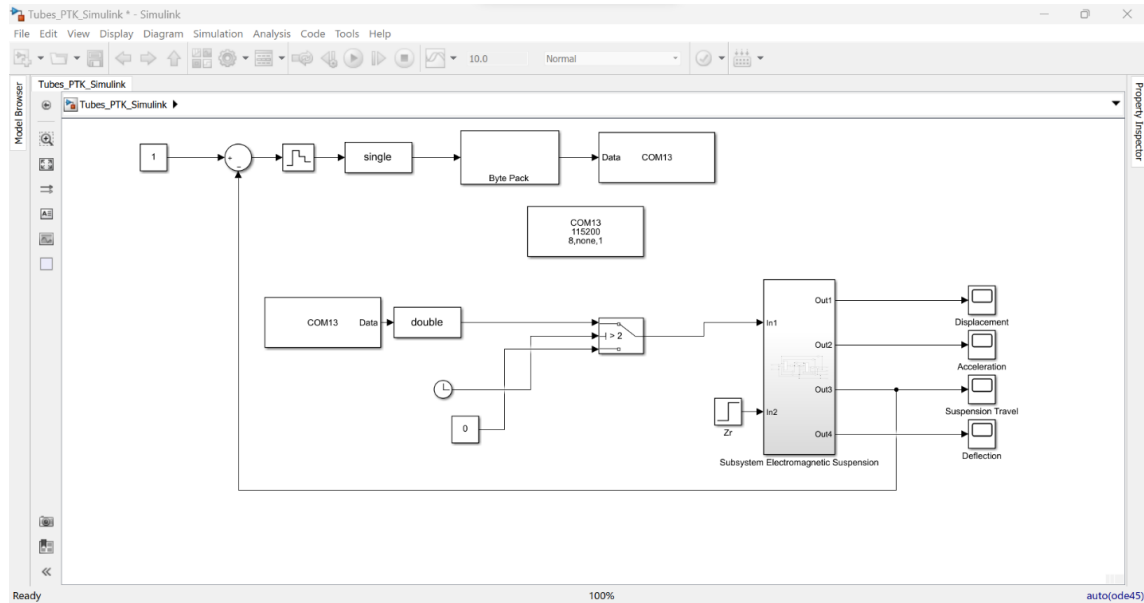 Tubes_PTK_Simulink * - Simulink
File Edit View Display Diagram Simulation Analysis Code Tools Help
10.0 Normal
Model Browser
Tubes_PTK_Simulink
Tubes_PTK_Simulink
Property Inspector
1
+
−
single
Byte Pack
Data COM13
COM13
115200
8,none,1
COM13 Data
double
> 2
0
Zr
In1
In2
Out1
Out2
Out3
Out4
Subsystem Electromagnetic Suspension
Displacement
Acceleration
Suspension Travel
Deflection
Ready 100% auto(ode45)